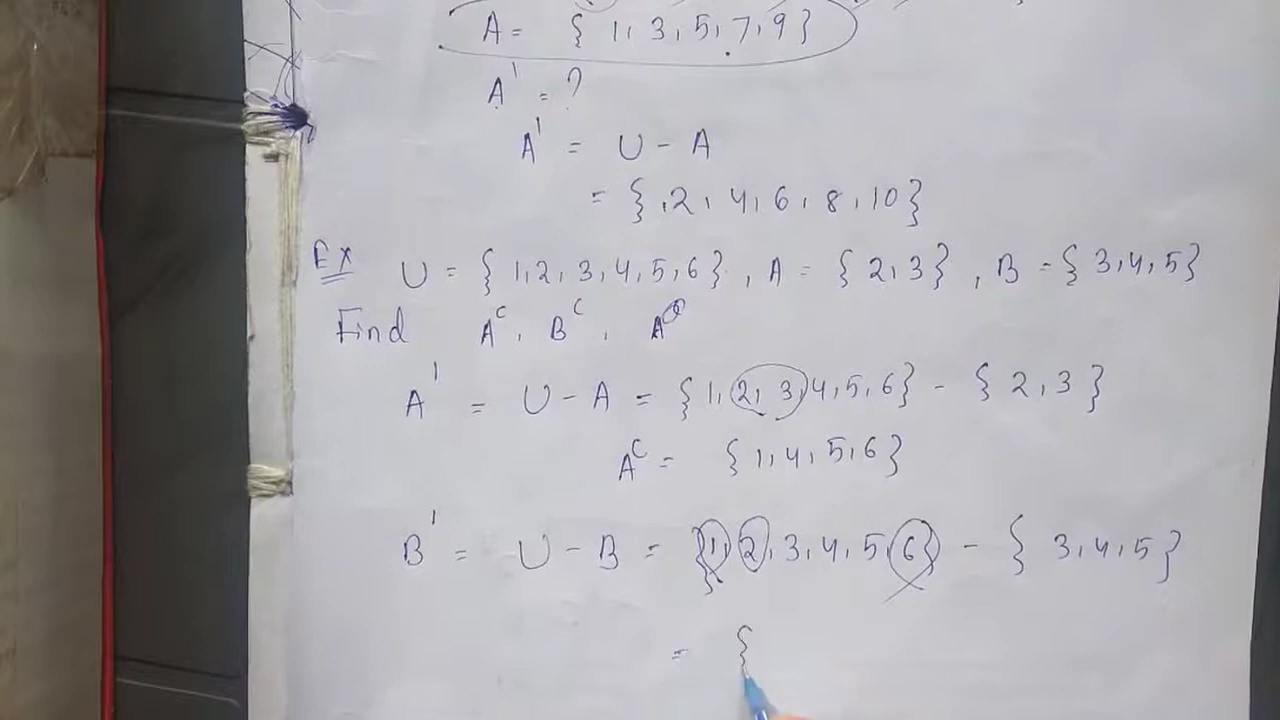 A = { 1, 3, 5, 7, 9 }
A' = ?
A' = U - A
= { , 2, 4, 6, 8, 10 }
Ex U = { 1, 2, 3, 4, 5, 6 }, A = { 2, 3 }, B = { 3, 4, 5 }
Find A^c, B^c, A
A' = U - A = { 1, 2, 3, 4, 5, 6 } - { 2, 3 }
A^c = { 1, 4, 5, 6 }
B' = U - B = { 1, 2, 3, 4, 5, 6 } - { 3, 4, 5 }
= {